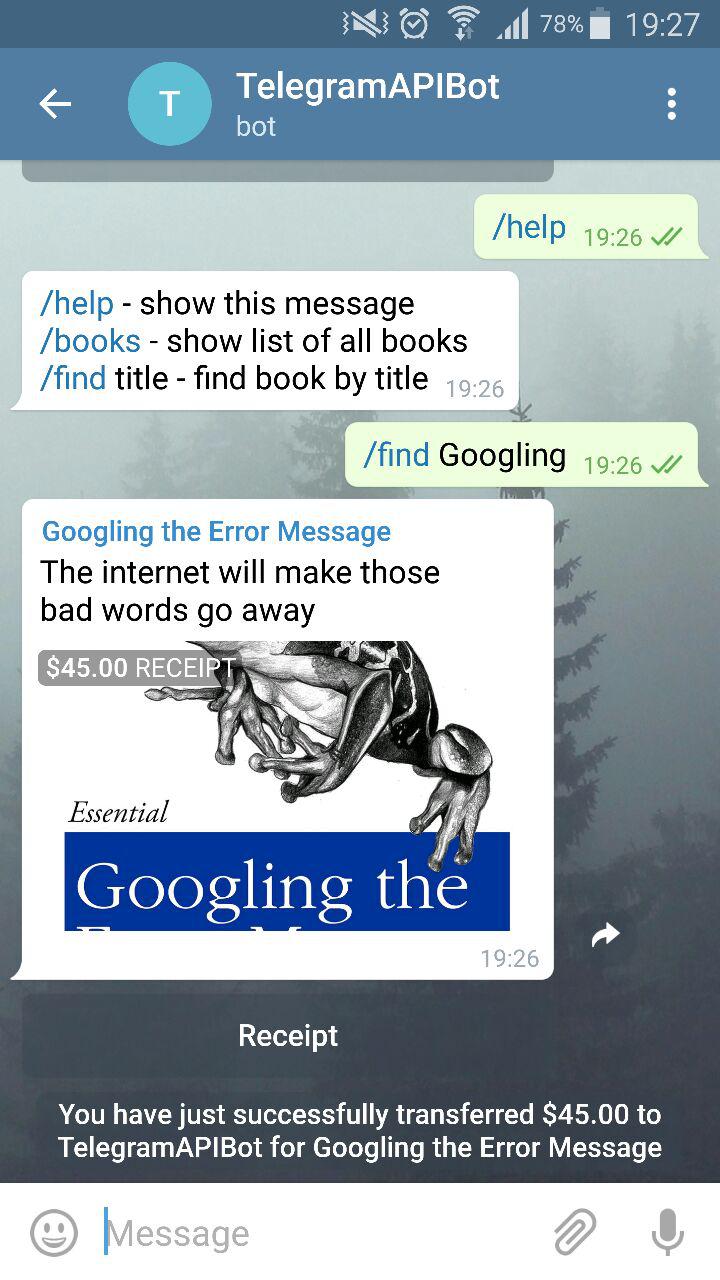 78% 19:27
T
TelegramAPIBot
bot
/help 19:26
/help - show this message
/books - show list of all books
/find title - find book by title 19:26
/find Googling 19:26
Googling the Error Message
The internet will make those
bad words go away
$45.00 RECEIPT
Essential
Googling the
19:26
Receipt
You have just successfully transferred $45.00 to
TelegramAPIBot for Googling the Error Message
Message